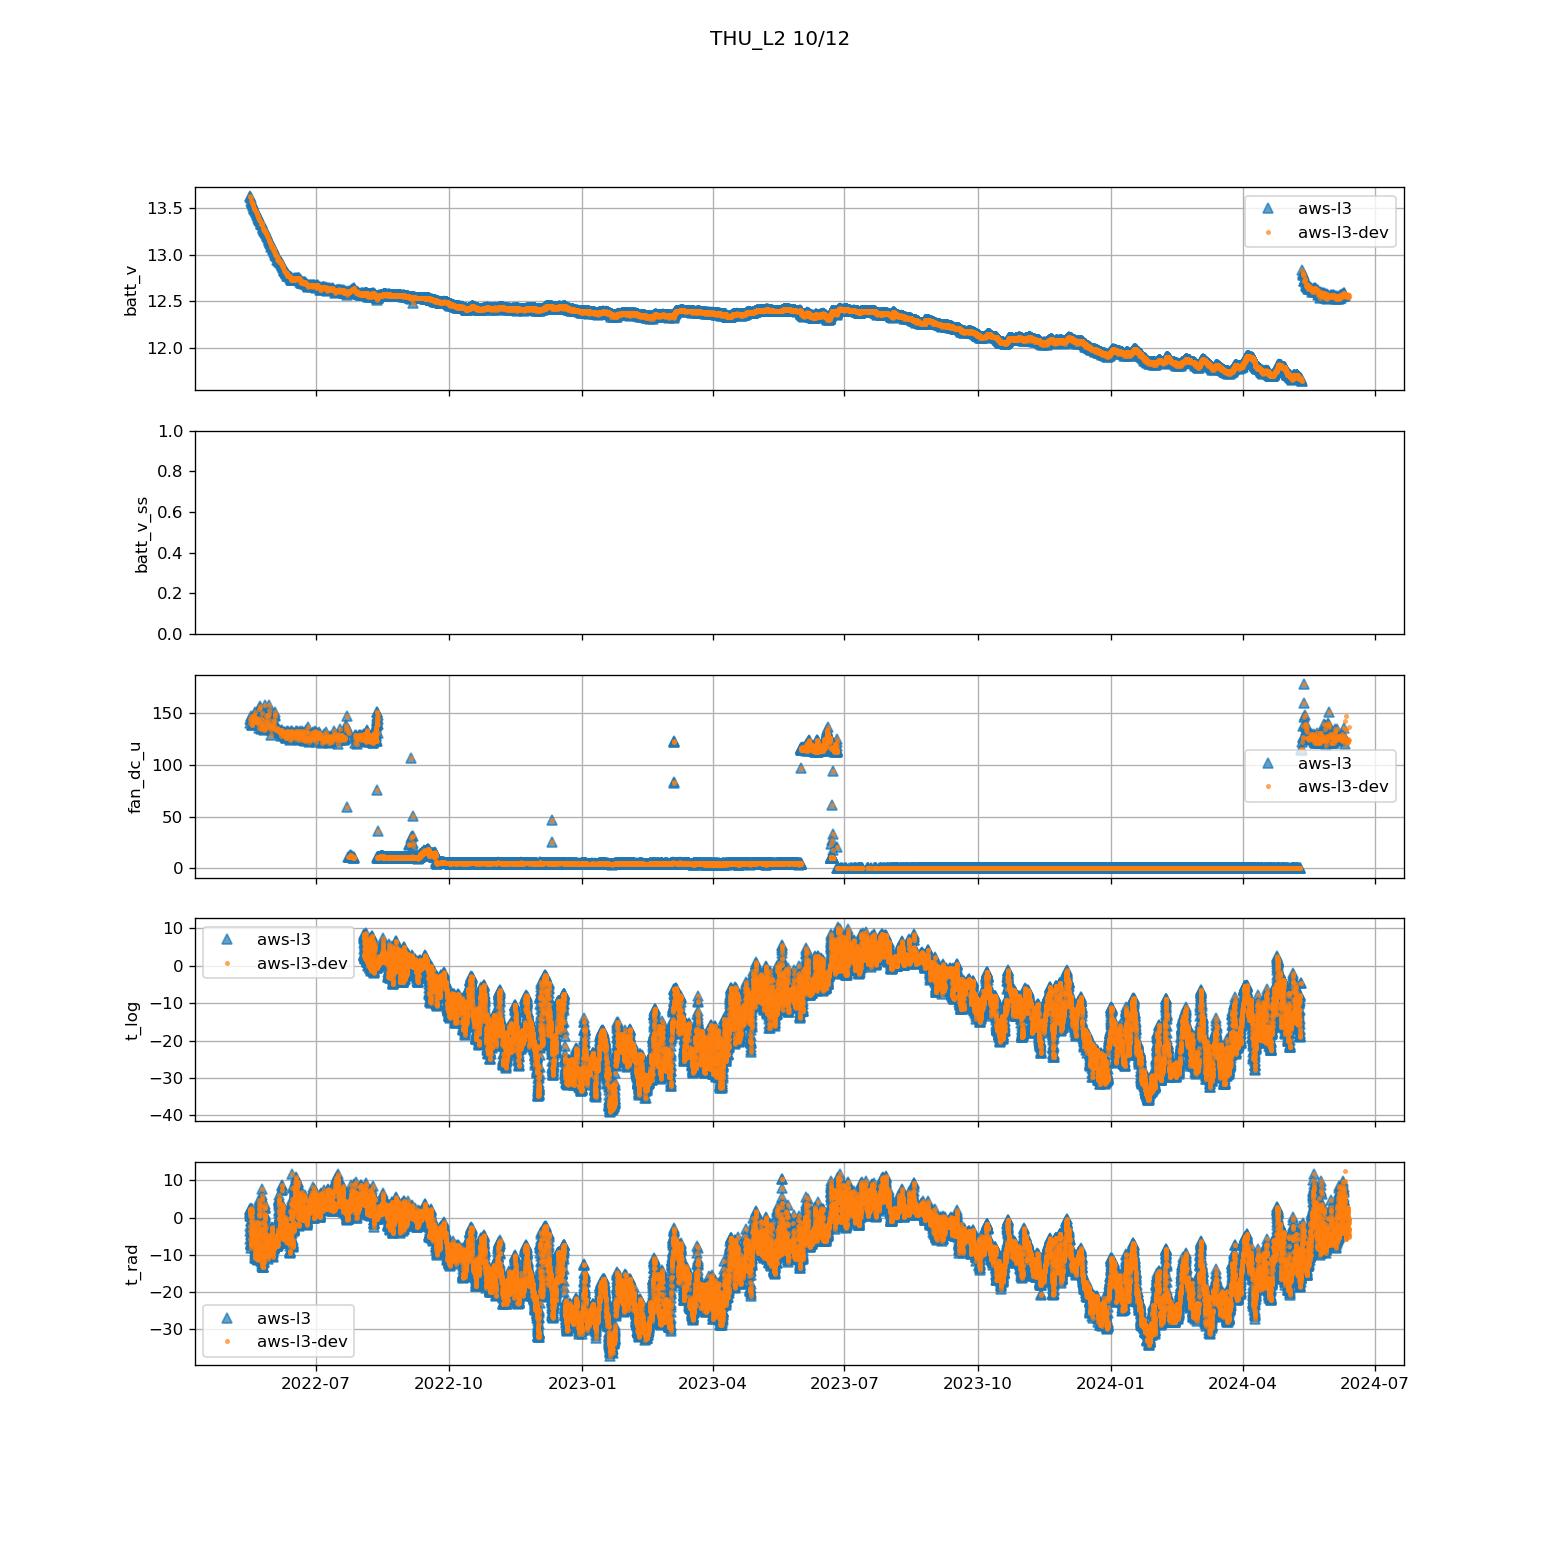 THU_L2 10/12
batt_v
13.5
13.0
12.5
12.0
aws-l3
aws-l3-dev
batt_v_ss
1.0
0.8
0.6
0.4
0.2
0.0
fan_dc_u
150
100
50
0
aws-l3
aws-l3-dev
t_log
10
0
−10
−20
−30
−40
aws-l3
aws-l3-dev
t_rad
10
0
−10
−20
−30
aws-l3
aws-l3-dev
2022-07 2022-10 2023-01 2023-04 2023-07 2023-10 2024-01 2024-04 2024-07